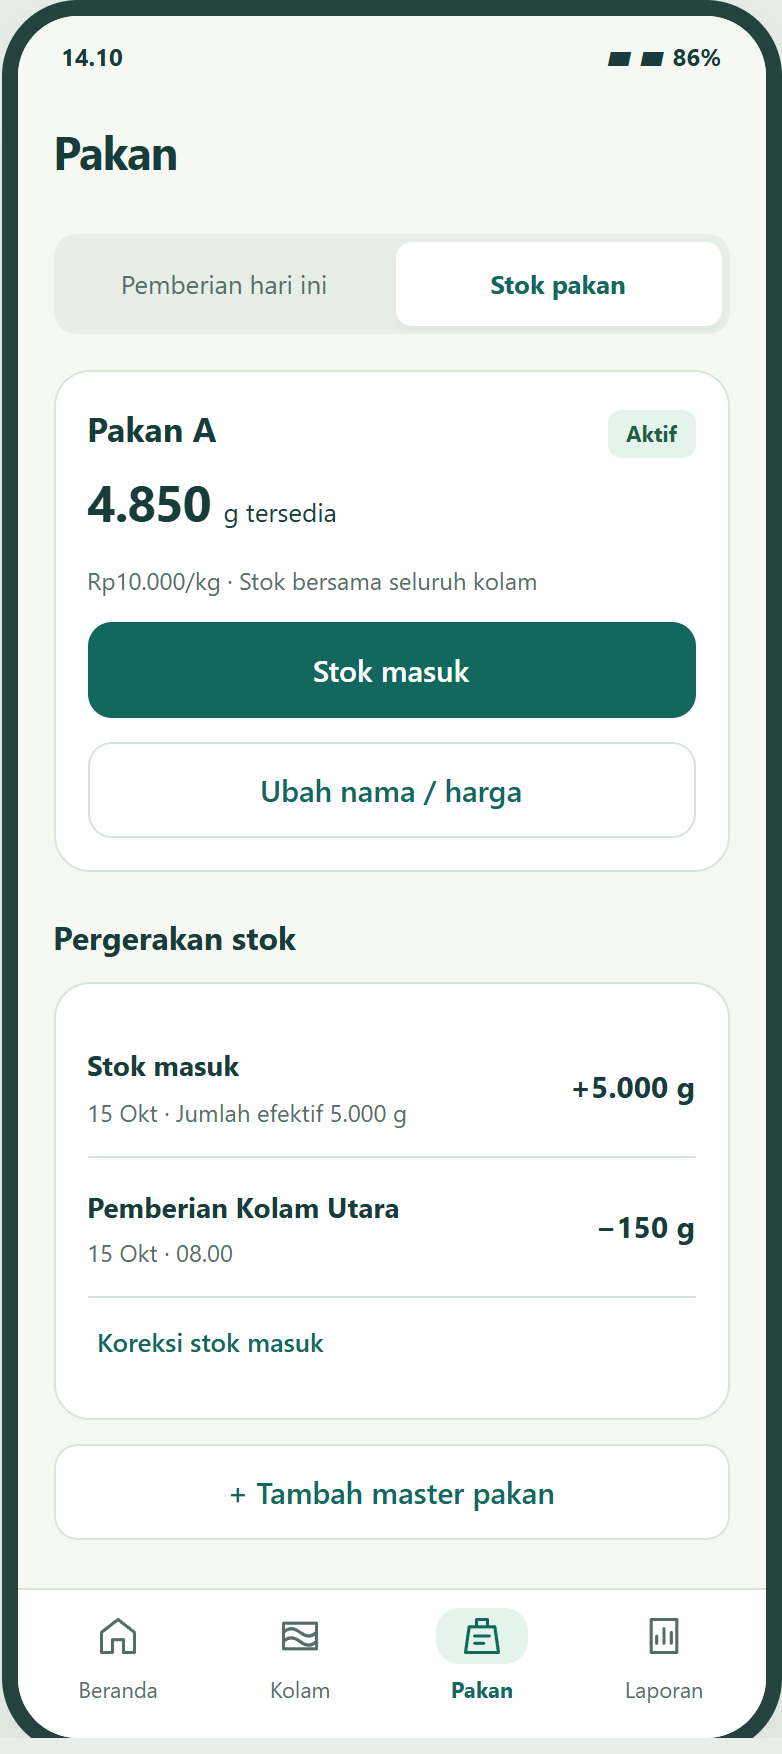 14.10
86%
Pakan
Pemberian hari ini
Stok pakan
Pakan A
Aktif
4.850 g tersedia
Rp10.000/kg · Stok bersama seluruh kolam
Stok masuk
Ubah nama / harga
Pergerakan stok
Stok masuk
+5.000 g
15 Okt · Jumlah efektif 5.000 g
Pemberian Kolam Utara
−150 g
15 Okt · 08.00
Koreksi stok masuk
+ Tambah master pakan
Beranda
Kolam
Pakan
Laporan